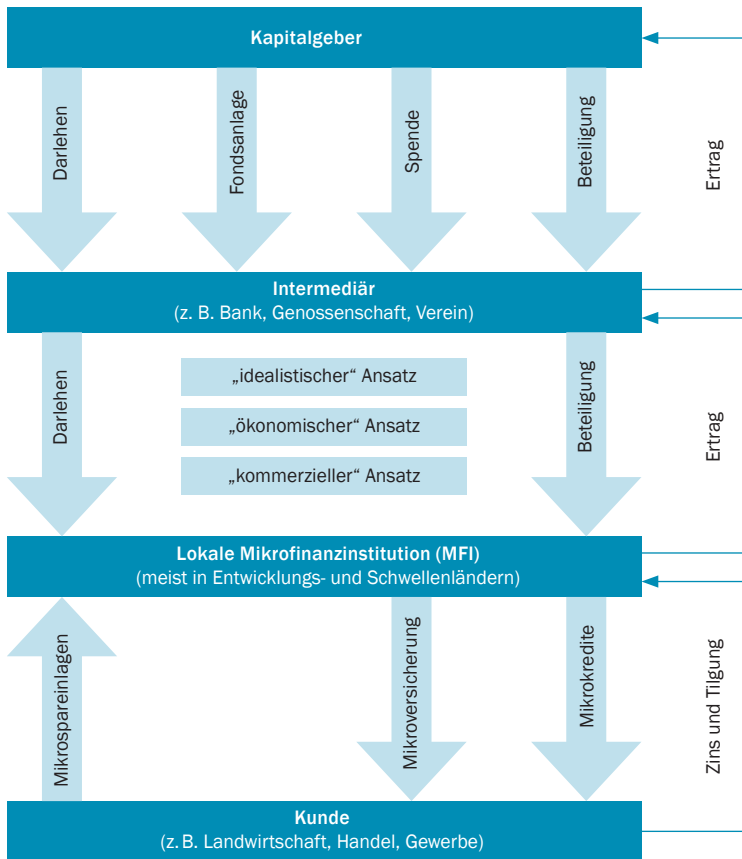 Kapitalgeber
Darlehen
Fondsanlage
Spende
Beteiligung
Ertrag
Intermediär
(z. B. Bank, Genossenschaft, Verein)
Darlehen
„idealistischer“ Ansatz
„ökonomischer“ Ansatz
„kommerzieller“ Ansatz
Beteiligung
Ertrag
Lokale Mikrofinanzinstitution (MFI)
(meist in Entwicklungs- und Schwellenländern)
Mikrospareinlagen
Mikroversicherung
Mikrokredite
Zins und Tilgung
Kunde
(z. B. Landwirtschaft, Handel, Gewerbe)